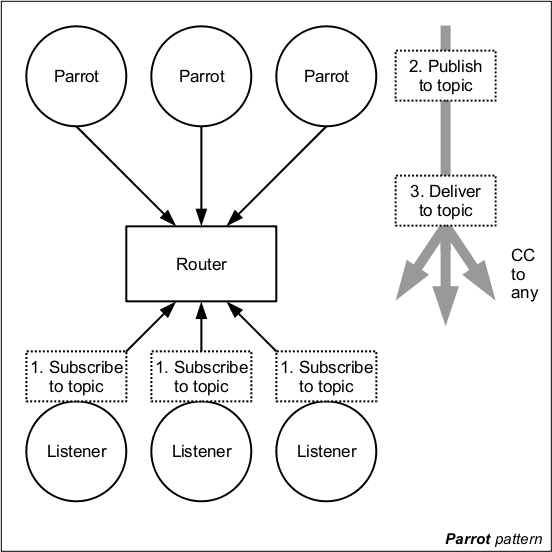 Parrot
Parrot
Parrot
2. Publish
to topic
3. Deliver
to topic
CC
to
any
Router
1. Subscribe
to topic
1. Subscribe
to topic
1. Subscribe
to topic
Listener
Listener
Listener
Parrot pattern